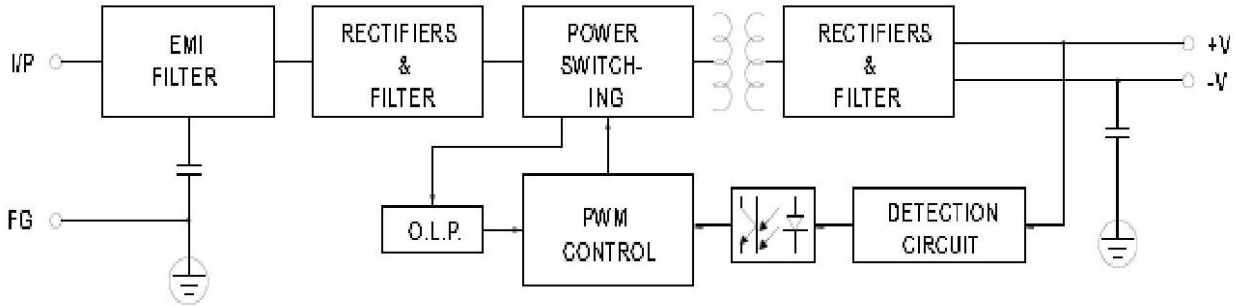 I/P
EMI
FILTER
RECTIFIERS
&
FILTER
POWER
SWITCH-
ING
RECTIFIERS
&
FILTER
+V
-V
FG
O.L.P.
PWM
CONTROL
DETECTION
CIRCUIT